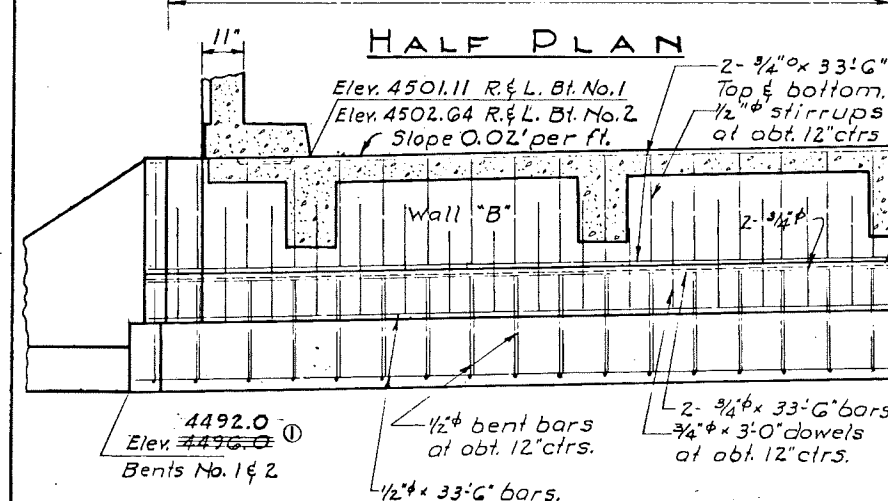 HALF PLAN
11"
Elev. 4501.11 R.& L. Bt. No.1
Elev. 4502.64 R.& L. Bt. No.2
Slope 0.02' per ft.
2- 3/4"ᴓ x 33'-6"
Top & bottom.
1/2"ᶲ stirrups
at abt. 12"ctrs
Wall "B"
2- 3/4"ᶲ
4492.0
Elev. 4496.0 ①
Bents No. 1 & 2
1/2"ᶲ bent bars
at abt. 12"ctrs.
2- 3/4"ᶲ x 33'-6" bars
3/4"ᶲ x 3'-0" dowels
at abt. 12"ctrs.
1/2"ᶲ x 33'-6" bars.